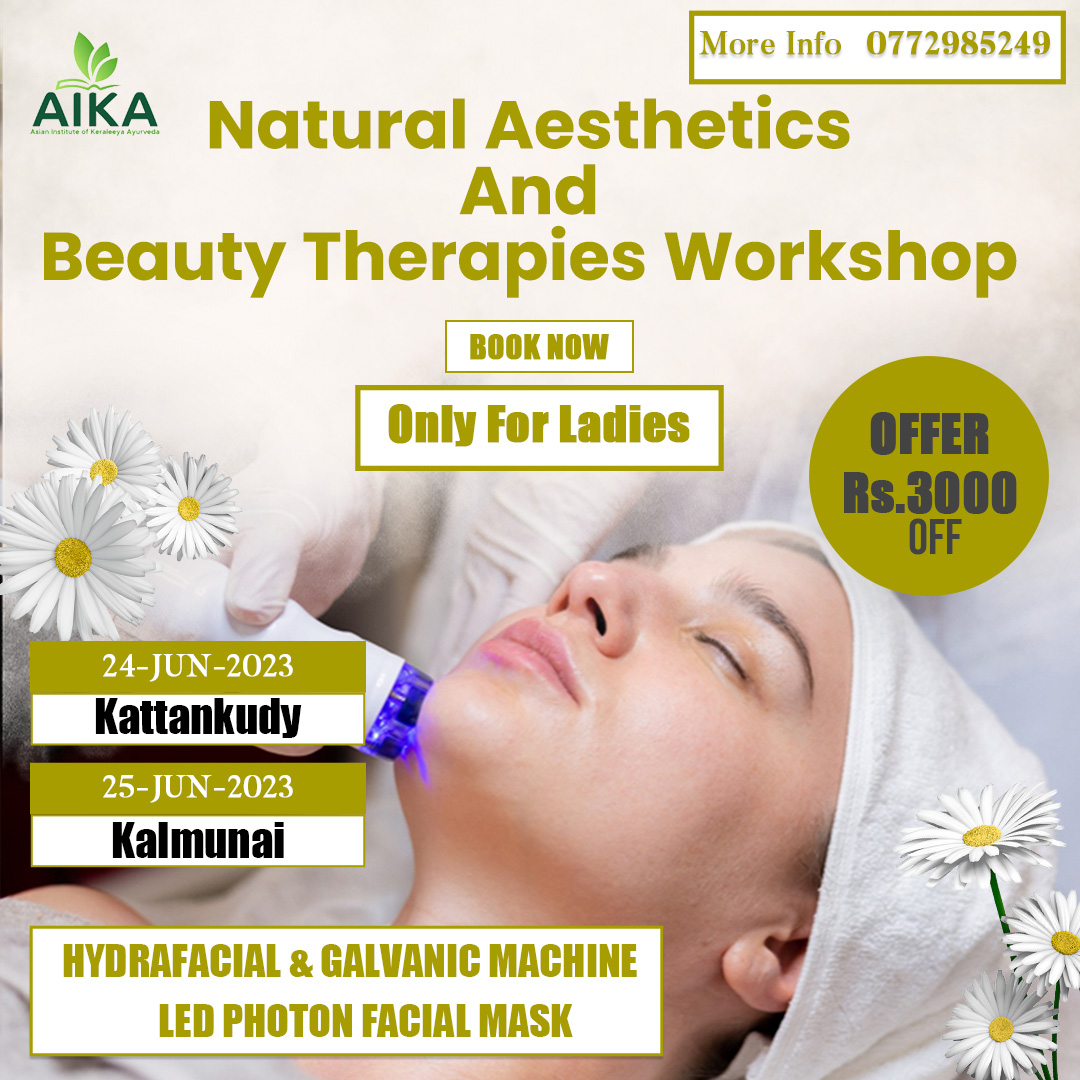 More Info 0772985249
AIKA
Asian Institute of Keraleeya Ayurveda
Natural Aesthetics
And
Beauty Therapies Workshop
BOOK NOW
Only For Ladies
OFFER
Rs.3000
OFF
24-JUN-2023
Kattankudy
25-JUN-2023
Kalmunai
HYDRAFACIAL & GALVANIC MACHINE
LED PHOTON FACIAL MASK